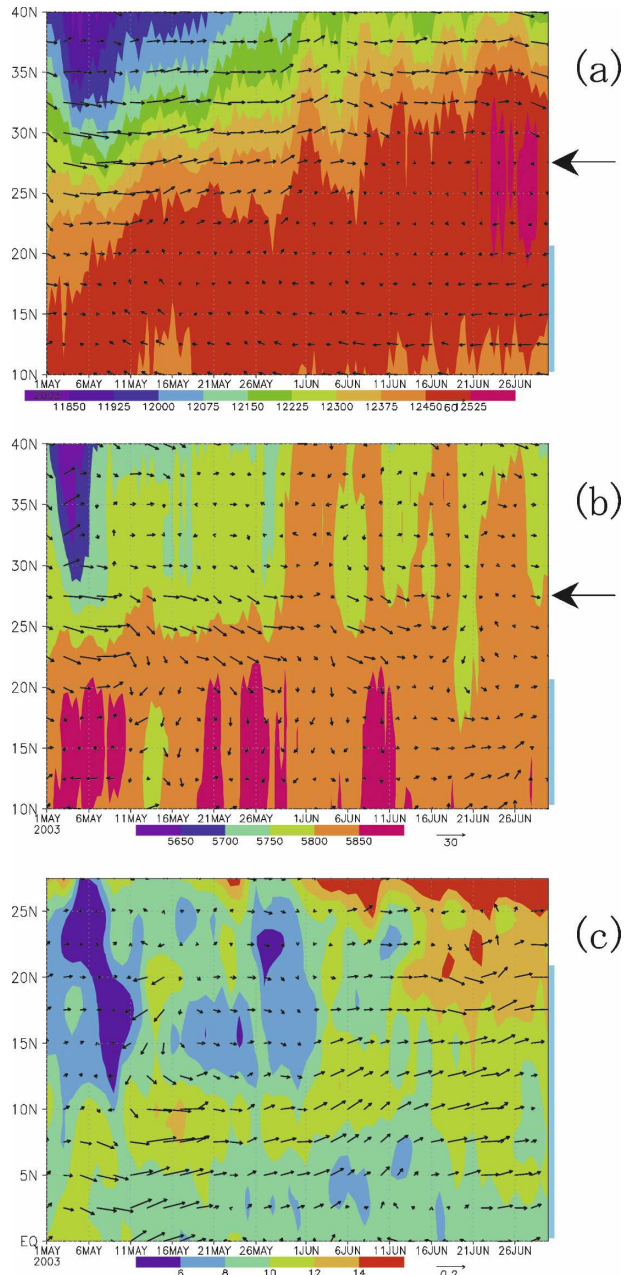 40N
35N
30N
25N
20N
15N
10N
(a)
1MAY 6MAY 11MAY 16MAY 21MAY 26MAY 1JUN 6JUN 11JUN 16JUN 21JUN 26JUN
2003
11850 11925 12000 12075 12150 12225 12300 12375 12450 12525
60
40N
35N
30N
25N
20N
15N
10N
(b)
1MAY 6MAY 11MAY 16MAY 21MAY 26MAY 1JUN 6JUN 11JUN 16JUN 21JUN 26JUN
2003
5650 5700 5750 5800 5850
30
25N
20N
15N
10N
5N
EQ
(c)
1MAY 6MAY 11MAY 16MAY 21MAY 26MAY 1JUN 6JUN 11JUN 16JUN 21JUN 26JUN
2003
6 8 10 12 14
0.2